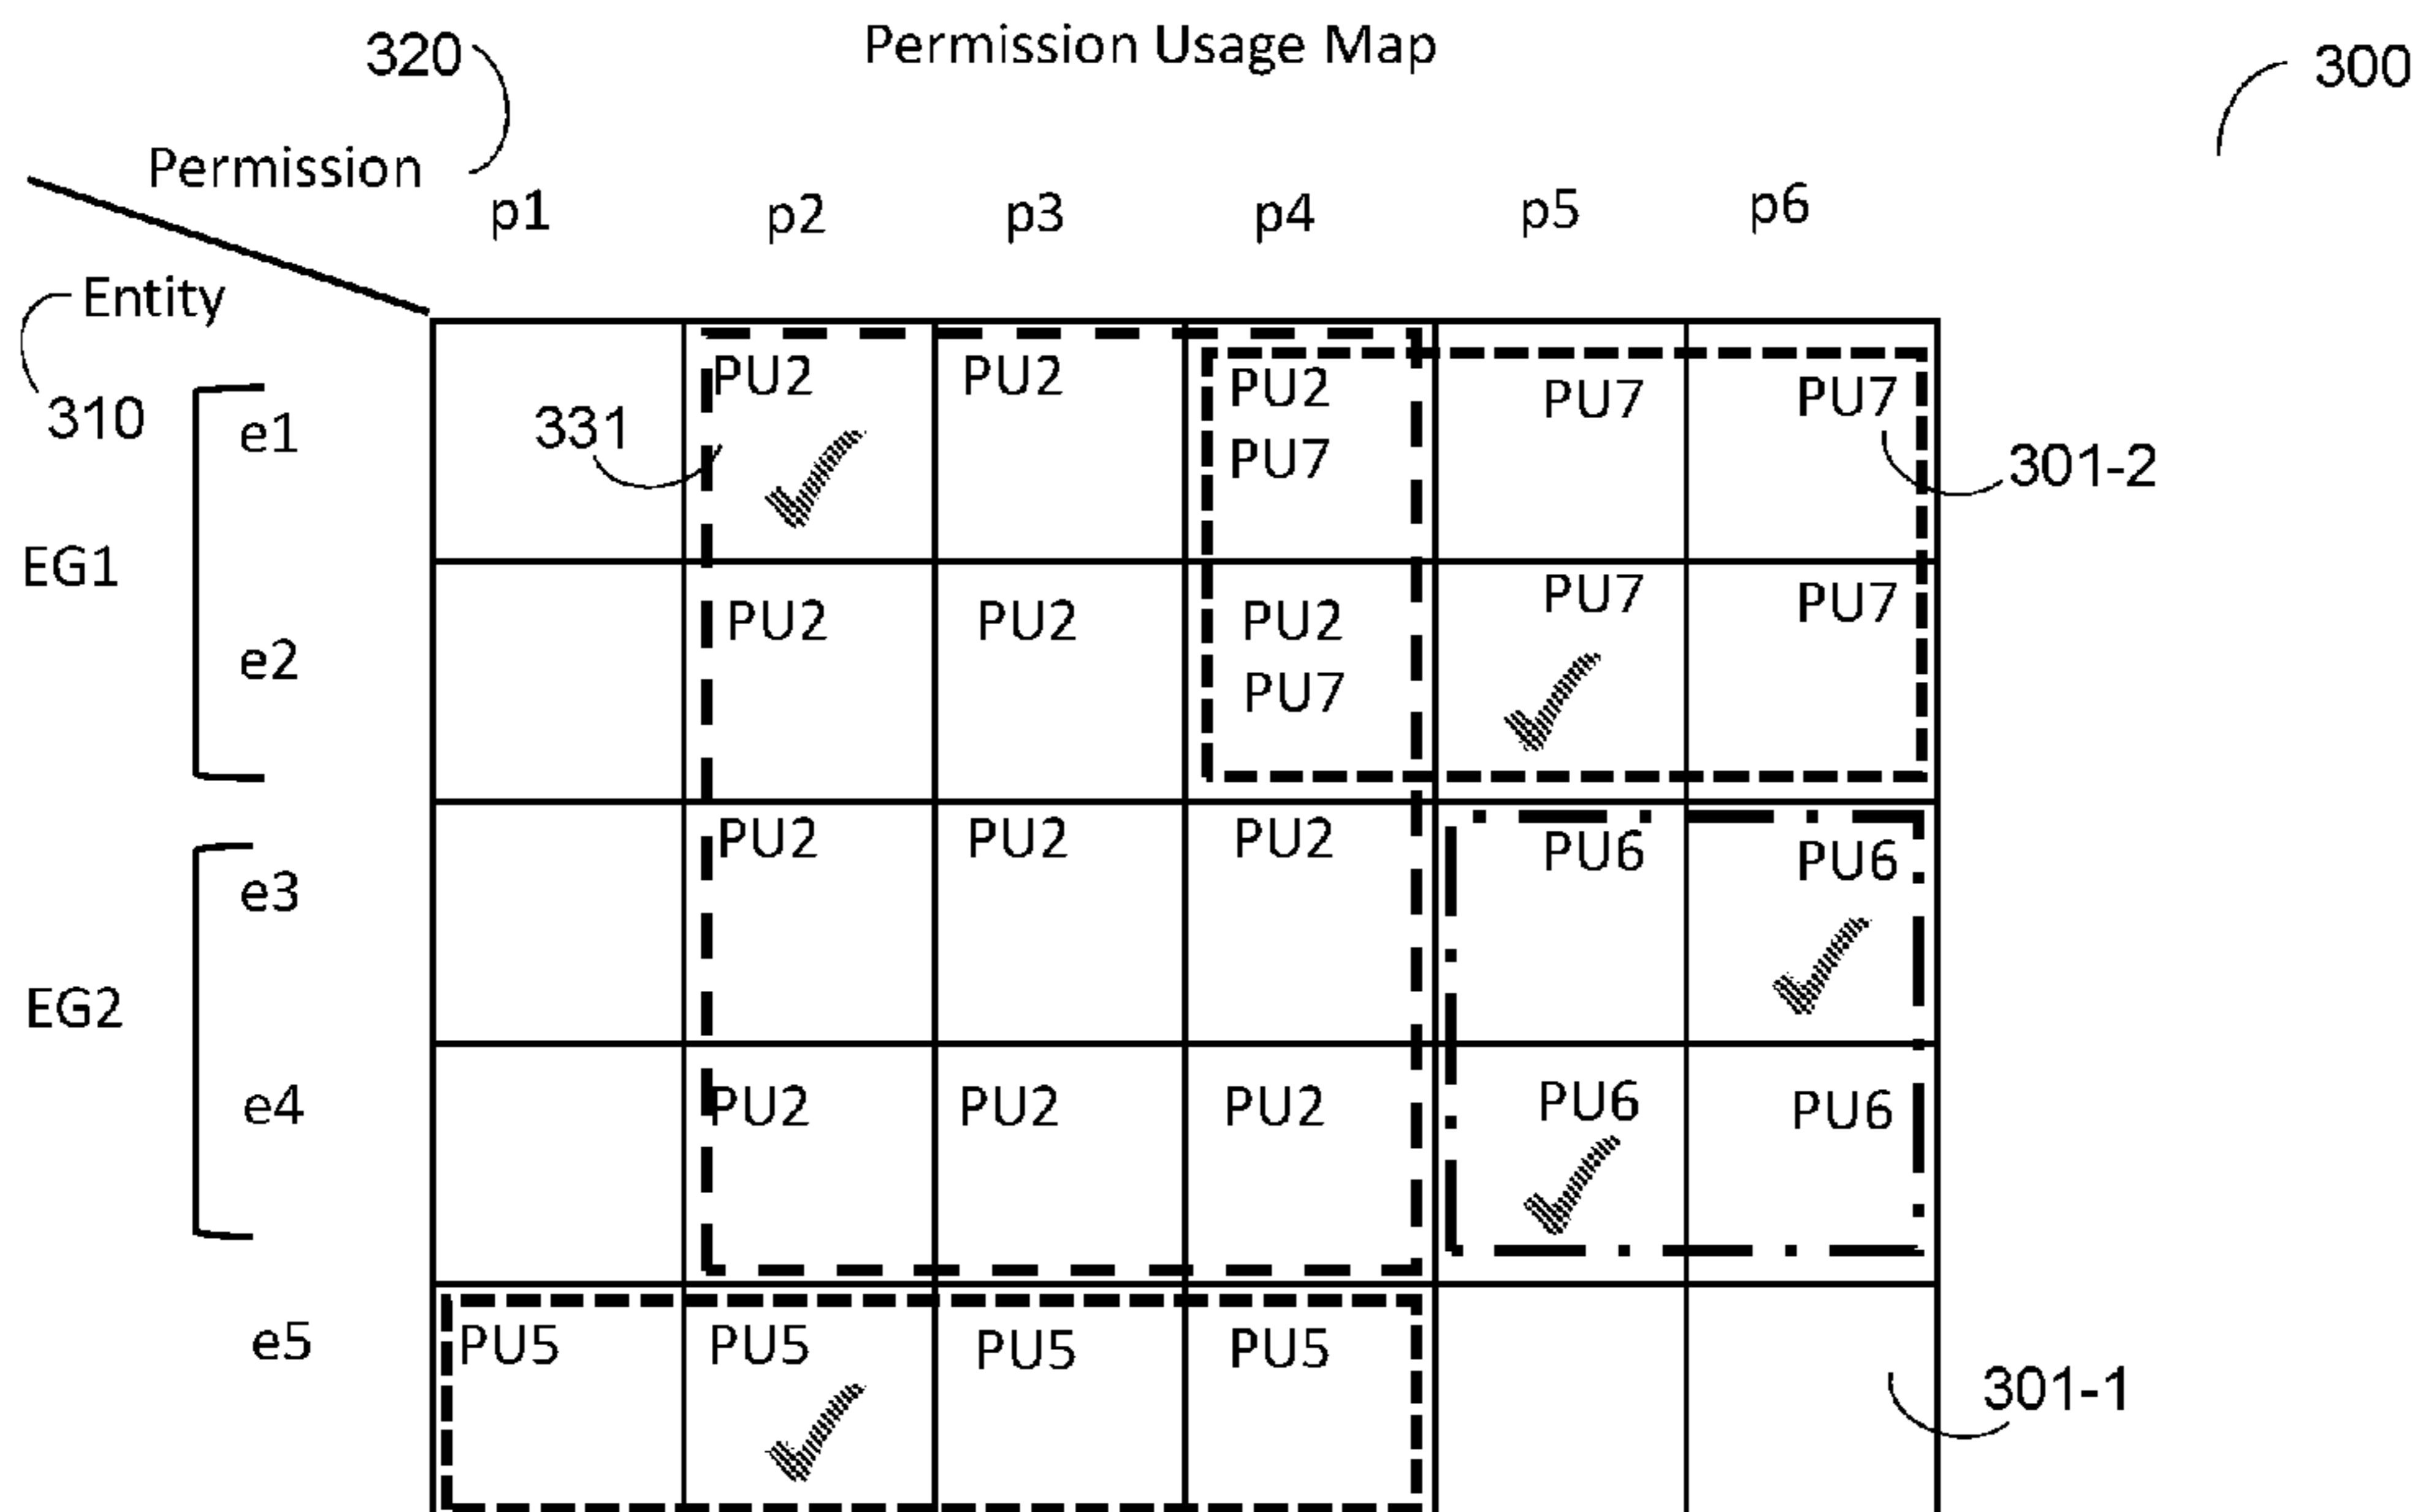 Permission Usage Map
320
300
Permission
p1 p2 p3 p4 p5 p6
Entity
310
EG1
e1
331
PU2 PU2 PU2 PU7 PU7
PU7
301-2
e2
PU2 PU2 PU2 PU7 PU7
PU7
EG2
e3
PU2 PU2 PU2 PU6 PU6
e4
PU2 PU2 PU2 PU6 PU6
e5
PU5 PU5 PU5 PU5
301-1